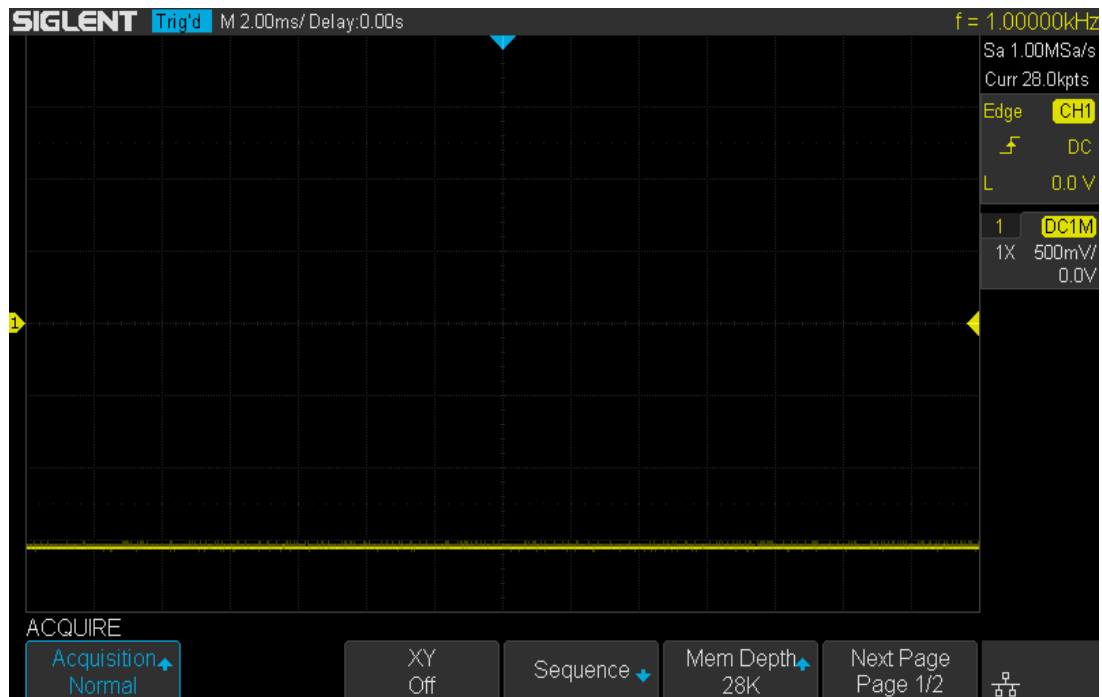 SIGLENT Trig'd M 2.00ms/ Delay:0.00s f = 1.00000kHz
Sa 1.00MSa/s
Curr 28.0kpts
Edge CH1
DC
L 0.0 V
1 DC1M
1X 500mV/
0.0V
1
ACQUIRE
Acquisition XY Sequence Mem Depth Next Page
Normal Off 28K Page 1/2